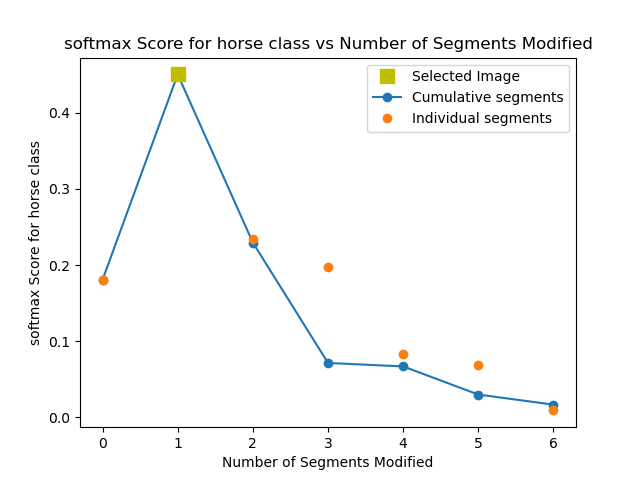 softmax Score for horse class vs Number of Segments Modified
Selected Image
Cumulative segments
Individual segments
softmax Score for horse class
0.4
0.3
0.2
0.1
0.0
0 1 2 3 4 5 6
Number of Segments Modified